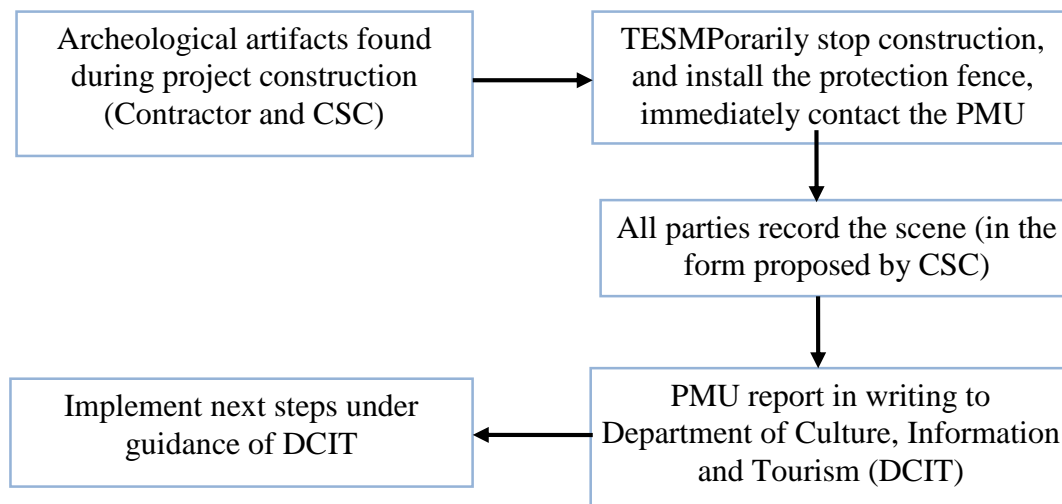 Archeological artifacts found
during project construction
(Contractor and CSC)
TESMPorarily stop construction,
and install the protection fence,
immediately contact the PMU
All parties record the scene (in the
form proposed by CSC)
PMU report in writing to
Department of Culture, Information
and Tourism (DCIT)
Implement next steps under
guidance of DCIT